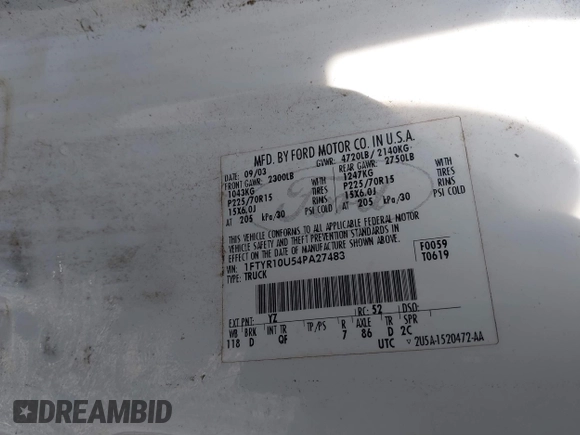 MFD. BY FORD MOTOR CO. IN U.S.A.
DATE: 09/03 GVWR: 4720LB/ 2140KG
FRONT GAWR: 2300LB REAR GAWR: 2750LB
1043KG WITH 1247KG WITH
P225/70R15 TIRES P225/70R15 TIRES
15X6.0J RIMS 15X6.0J RIMS
AT 205 kPa/30 PSI COLD AT 205 kPa/30 PSI COLD
THIS VEHICLE CONFORMS TO ALL APPLICABLE FEDERAL MOTOR
VEHICLE SAFETY AND THEFT PREVENTION STANDARDS IN
EFFECT ON THE DATE OF MANUFACTURE SHOWN ABOVE.
VIN: 1FTYR10U54PA27483 F0059
TYPE: TRUCK T0619
EXT PNT: YZ RC: 52 DSO:
WB BRK INT TR TP/PS R AXLE TR SPR
118 D QF 7 86 D 2C
UTC 2U5A-1520472-AA
Ford
DREAMBID